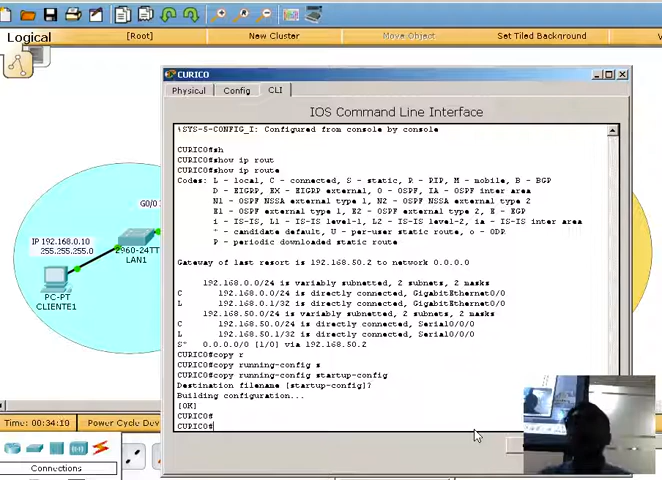 Logical
[Root]
New Cluster
Move Object
Set Tiled Background
CURICO
Physical
Config
CLI
IOS Command Line Interface
%SYS-5-CONFIG_I: Configured from console by console
CURICO#sh
CURICO#show ip rout
CURICO#show ip route
Codes: L - local, C - connected, S - static, R - RIP, M - mobile, B - BGP
D - EIGRP, EX - EIGRP external, O - OSPF, IA - OSPF inter area
N1 - OSPF NSSA external type 1, N2 - OSPF NSSA external type 2
E1 - OSPF external type 1, E2 - OSPF external type 2, E - EGP
i - IS-IS, L1 - IS-IS level-1, L2 - IS-IS level-2, ia - IS-IS inter area
* - candidate default, U - per-user static route, o - ODR
P - periodic downloaded static route
Gateway of last resort is 192.168.50.2 to network 0.0.0.0
192.168.0.0/24 is variably subnetted, 2 subnets, 2 masks
C 192.168.0.0/24 is directly connected, GigabitEthernet0/0
L 192.168.0.1/32 is directly connected, GigabitEthernet0/0
192.168.50.0/24 is variably subnetted, 2 subnets, 2 masks
C 192.168.50.0/24 is directly connected, Serial0/0/0
L 192.168.50.1/32 is directly connected, Serial0/0/0
S* 0.0.0.0/0 [1/0] via 192.168.50.2
CURICO#copy r
CURICO#copy running-config s
CURICO#copy running-config startup-config
Destination filename [startup-config]?
Building configuration...
[OK]
CURICO#
CURICO#
G0/0
IP 192.168.0.10
255.255.255.0
2960-24TT
LAN1
PC-PT
CLIENTE1
Time: 00:34:10
Power Cycle Dev
Connections